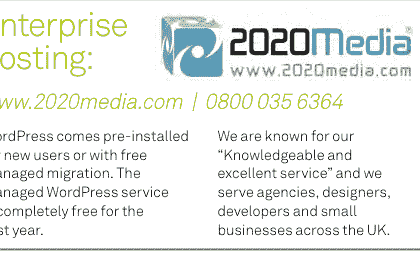 nterprise
osting:
2020Media
www.2020media.com
ww.2020media.com | 0800 035 6364
ordPress comes pre-installed
new users or with free
anaged migration. The
anaged WordPress service
completely free for the
st year.
We are known for our
“Knowledgeable and
excellent service” and we
serve agencies, designers,
developers and small
businesses across the UK.